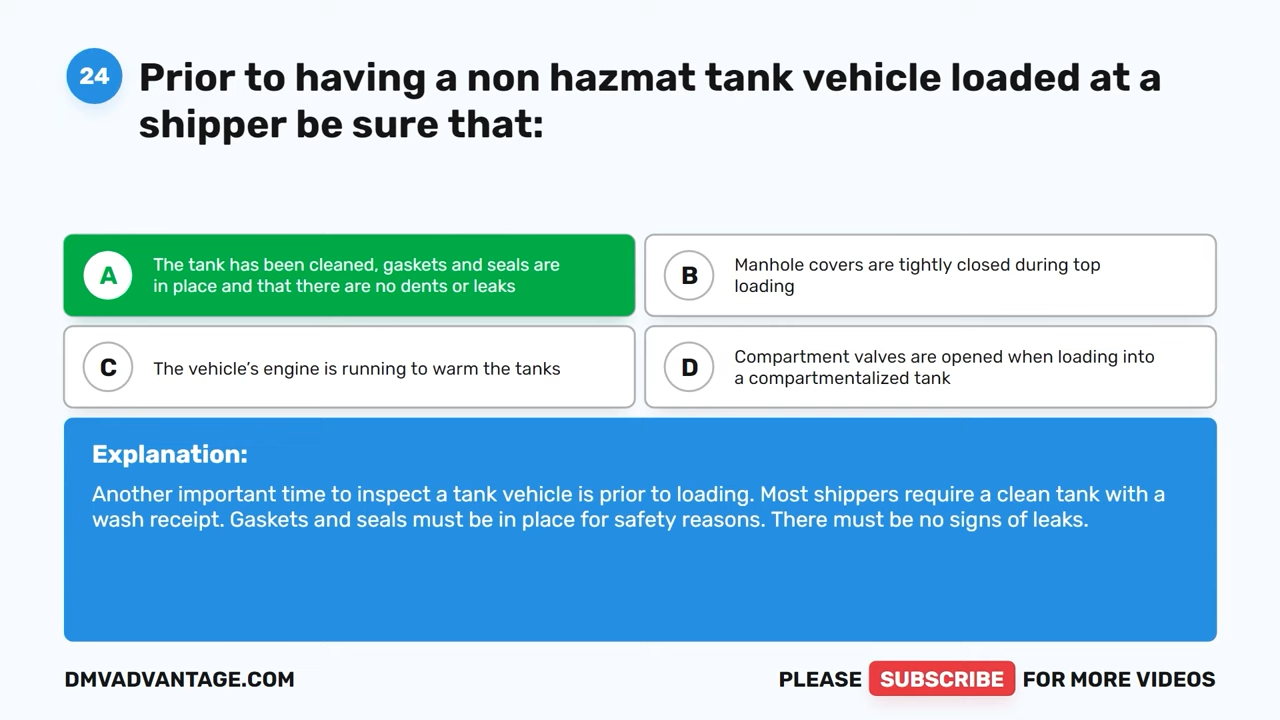 24
Prior to having a non hazmat tank vehicle loaded at a
shipper be sure that:
A
The tank has been cleaned, gaskets and seals are
in place and that there are no dents or leaks
B
Manhole covers are tightly closed during top
loading
C
The vehicle’s engine is running to warm the tanks
D
Compartment valves are opened when loading into
a compartmentalized tank
Explanation:
Another important time to inspect a tank vehicle is prior to loading. Most shippers require a clean tank with a
wash receipt. Gaskets and seals must be in place for safety reasons. There must be no signs of leaks.
DMVADVANTAGE.COM
PLEASE SUBSCRIBE FOR MORE VIDEOS